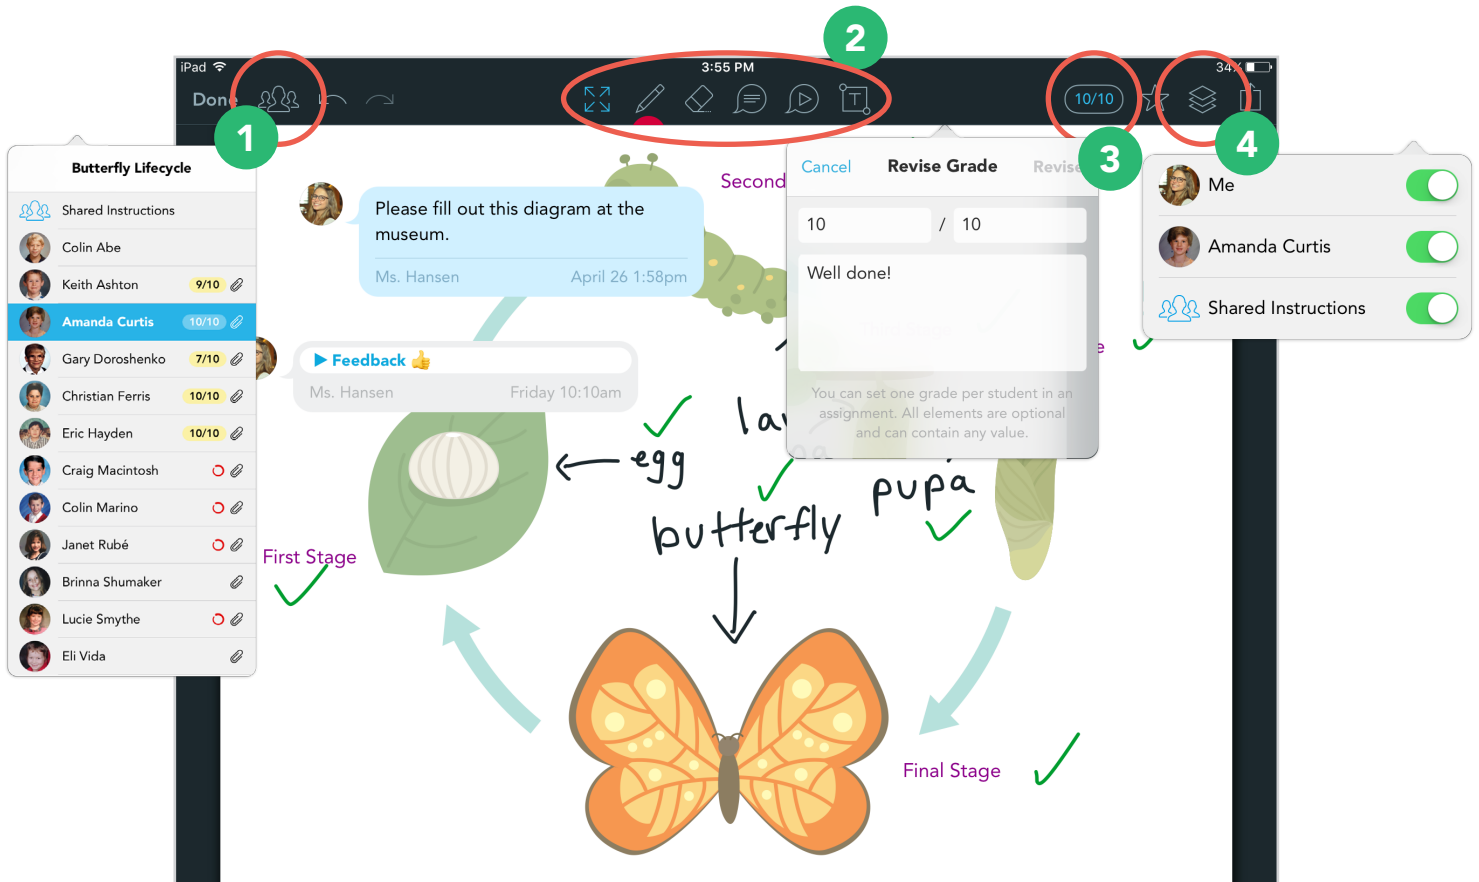 2
iPad
3:55 PM
34%
Done
T
10/10
1
3
4
Butterfly Lifecycle
Shared Instructions
Colin Abe
Keith Ashton 9/10
Amanda Curtis 10/10
Gary Doroshenko 7/10
Christian Ferris 10/10
Eric Hayden 10/10
Craig Macintosh
Colin Marino
Janet Rubé
Brinna Shumaker
Lucie Smythe
Eli Vida
Second
Please fill out this diagram at the
museum.
Ms. Hansen April 26 1:58pm
Feedback 👍
Ms. Hansen Friday 10:10am
Cancel Revise Grade Revise
10 / 10
Well done!
You can set one grade per student in an
assignment. All elements are optional
and can contain any value.
Me
Amanda Curtis
Shared Instructions
e
la
egg
pupa
butterfly
First Stage
Final Stage